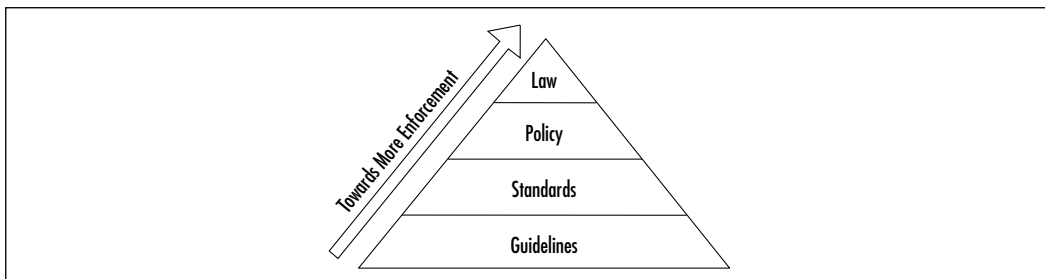 Towards More Enforcement
Law
Policy
Standards
Guidelines